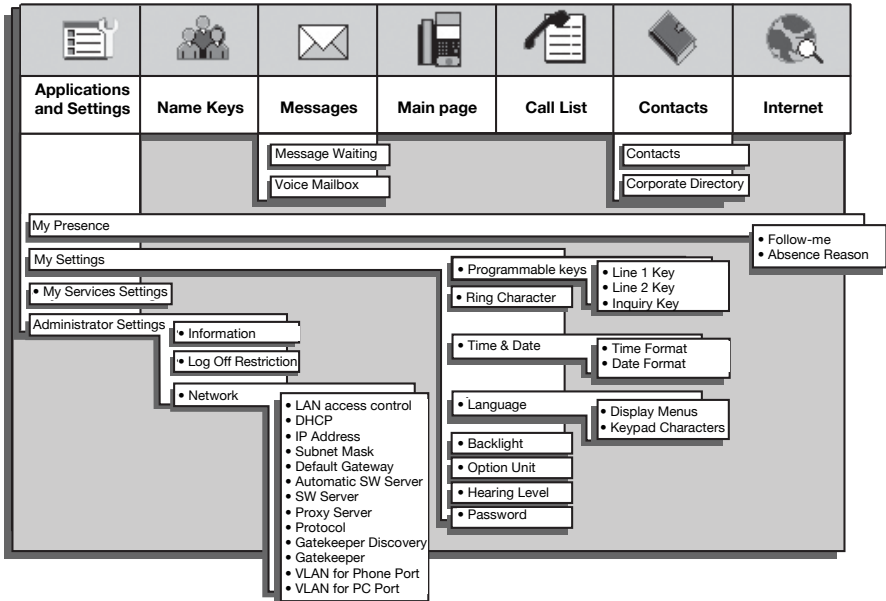 Applications
and Settings
Name Keys
Messages
Main page
Call List
Contacts
Internet
Message Waiting
Voice Mailbox
Contacts
Corporate Directory
My Presence
• Follow-me
• Absence Reason
My Settings
• My Services Settings
Administrator Settings
• Information
• Log Off Restriction
• Network
• LAN access control
• DHCP
• IP Address
• Subnet Mask
• Default Gateway
• Automatic SW Server
• SW Server
• Proxy Server
• Protocol
• Gatekeeper Discovery
• Gatekeeper
• VLAN for Phone Port
• VLAN for PC Port
• Programmable keys
• Line 1 Key
• Line 2 Key
• Inquiry Key
• Ring Character
• Time & Date
• Time Format
• Date Format
• Language
• Display Menus
• Keypad Characters
• Backlight
• Option Unit
• Hearing Level
• Password